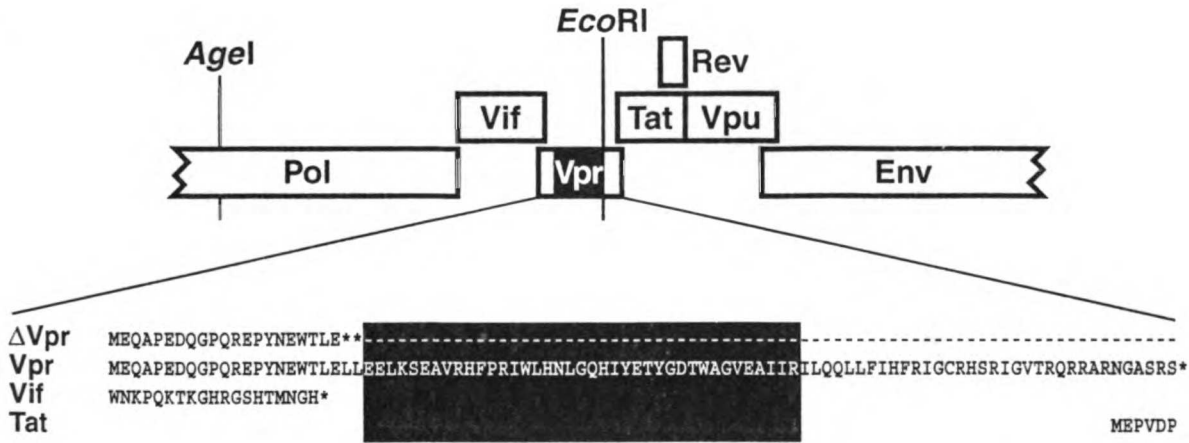 EcoRI
AgeI
Rev
Vif Tat Vpu
Pol Vpr Env
ΔVpr MEQAPEDQGPQREPYNEWTLE**
Vpr MEQAPEDQGPQREPYNEWTLELLEELKSEAVRHFPRIWLHNLGQHIYETYGDTWAGVEAIIRILQQLLFIHFRIGCRHSRIGVTRQRRARNGASRS*
Vif WNKPQKTKGHRGSHTMNGH*
Tat MEPVDP